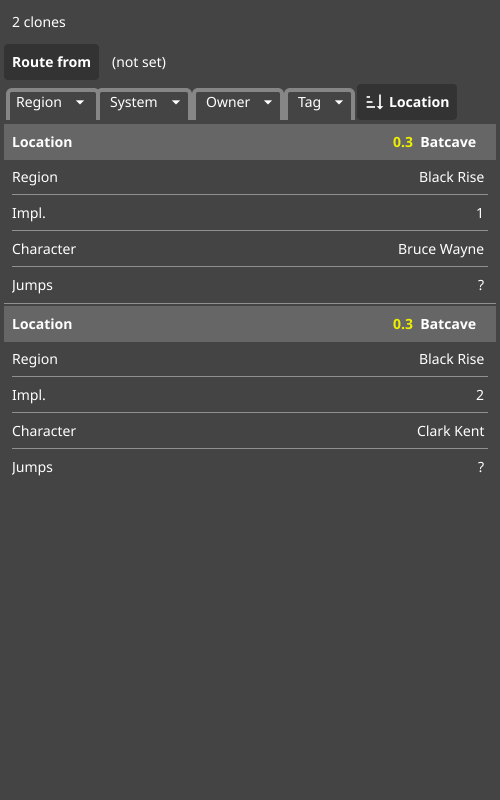 2 clones
Route from (not set)
Region System Owner Tag Location
Location 0.3 Batcave
Region Black Rise
Impl. 1
Character Bruce Wayne
Jumps ?
Location 0.3 Batcave
Region Black Rise
Impl. 2
Character Clark Kent
Jumps ?